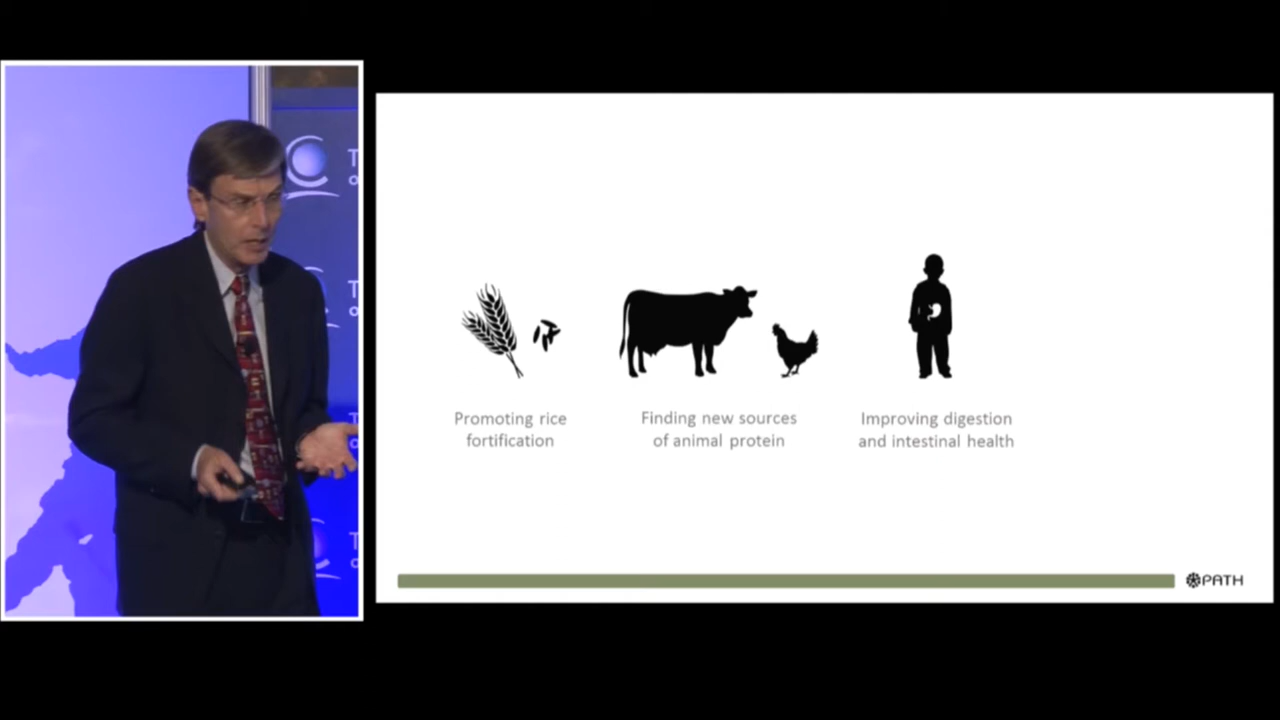 Promoting rice
fortification
Finding new sources
of animal protein
Improving digestion
and intestinal health
PATH